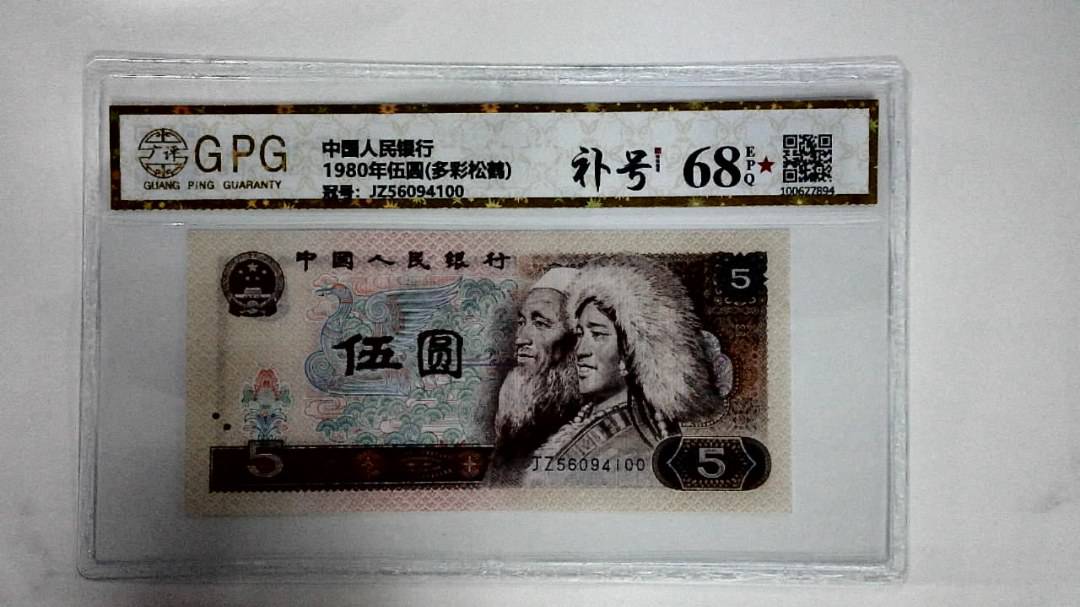 广评
GPG
GUANG PING GUARANTY
中国人民银行
1980年伍圆(多彩松鹤)
冠号: JZ56094100
补号
68
EPQ★
100627894
中国人民银行
5
伍圆
5
JZ56094100
5